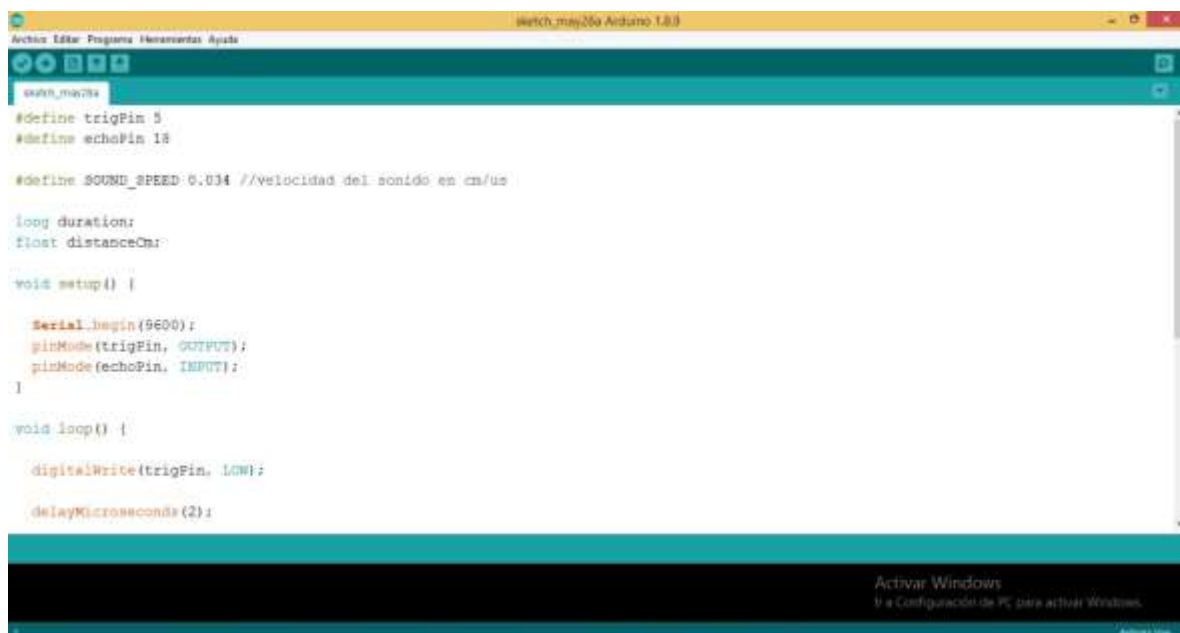 sketch_may26a Arduino 1.8.9
Archivo Editar Programa Herramientas Ayuda
sketch_may26a
#define trigPin 5
#define echoPin 18
#define SOUND_SPEED 0.034 //velocidad del sonido en cm/us
long duration;
float distanceCm;
void setup() {
Serial.begin(9600);
pinMode(trigPin, OUTPUT);
pinMode(echoPin, INPUT);
}
void loop() {
digitalWrite(trigPin, LOW);
delayMicroseconds(2);
Activar Windows
Ir a Configuración de PC para activar Windows.